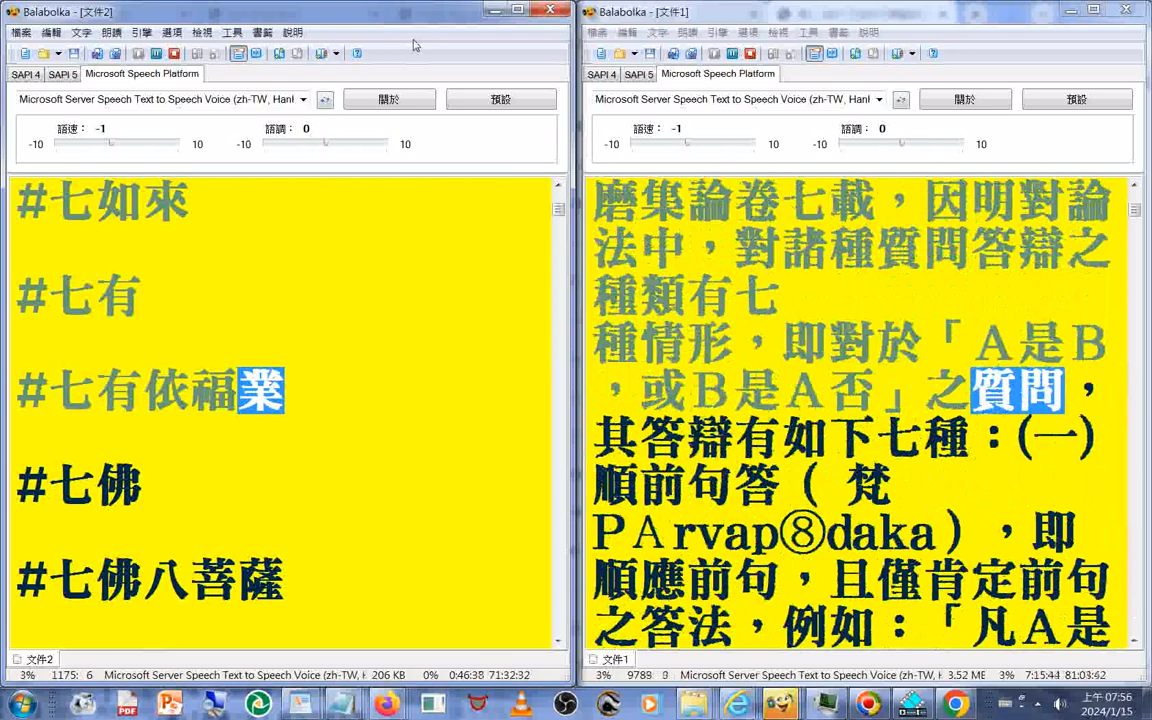 Balabolka - [文件2]
檔案 編輯 文字 朗讀 引擎 選項 檢視 工具 書籤 說明
SAPI 4 SAPI 5 Microsoft Speech Platform
Microsoft Server Speech Text to Speech Voice (zh-TW, Hanl
關於 預設
語速： -1 語調： 0
-10 10 -10 10
#七如來
#七有
#七有依福業
#七佛
#七佛八菩薩
文件2
3% 1175: 6 Microsoft Server Speech Text to Speech Voice (zh-TW, 206 KB 0% 0:46:38 71:32:32
Balabolka - [文件1]
檔案 編輯 文字 朗讀 引擎 選項 檢視 工具 書籤 說明
SAPI 4 SAPI 5 Microsoft Speech Platform
Microsoft Server Speech Text to Speech Voice (zh-TW, Hanl
關於 預設
語速： -1 語調： 0
-10 10 -10 10
磨集論卷七載，因明對論
法中，對諸種質問答辯之
種類有七
種情形，即對於「Ａ是Ｂ
，或Ｂ是Ａ否」之質問，
其答辯有如下七種：(一)
順前句答（ 梵
ＰＡrvap⑧daka），即
順應前句，且僅肯定前句
之答法，例如：「凡Ａ是
文件1
3% 9788 8 Microsoft Server Speech Text to Speech Voice (zh-TW, H 3.52 ME 3% 7:15:44 81:03:42
上午 07:56
2024/1/15